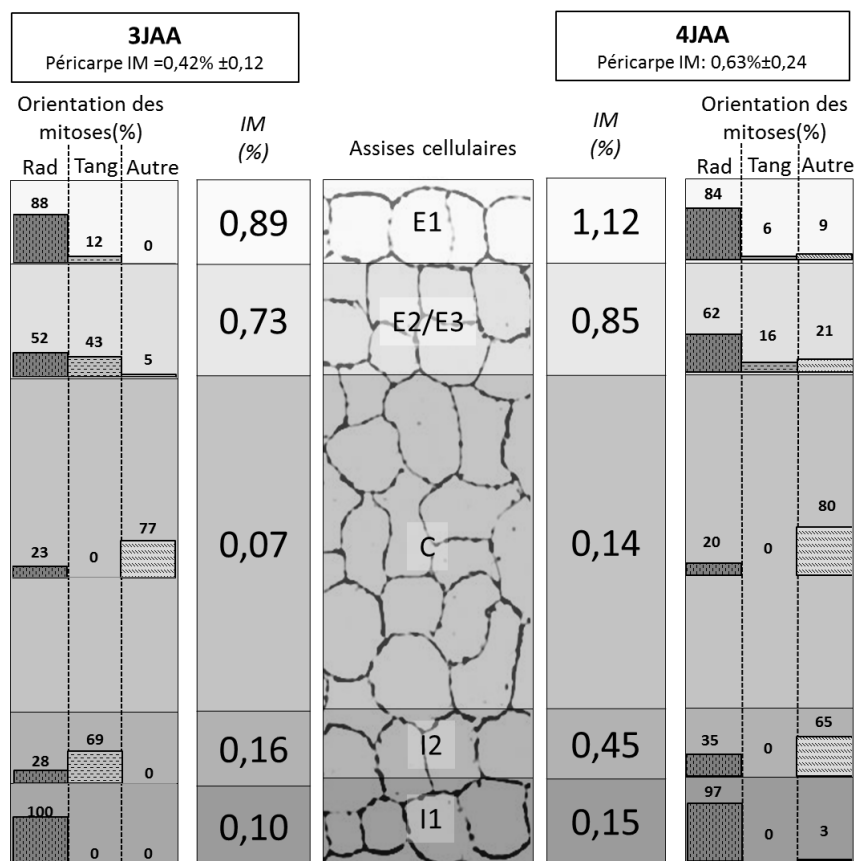 3JAA
Péricarpe IM =0,42% ±0,12
4JAA
Péricarpe IM: 0,63%±0,24
Orientation des
mitoses(%)
Rad Tang Autre
IM
(%)
Assises cellulaires
IM
(%)
Orientation des
mitoses(%)
Rad Tang Autre
88 12 0
0,89
E1
1,12
84 6 9
52 43 5
0,73
E2/E3
0,85
62 16 21
23 0 77
0,07
C
0,14
20 0 80
28 69 0
0,16
I2
0,45
35 0 65
100 0 0
0,10
I1
0,15
97 0 3